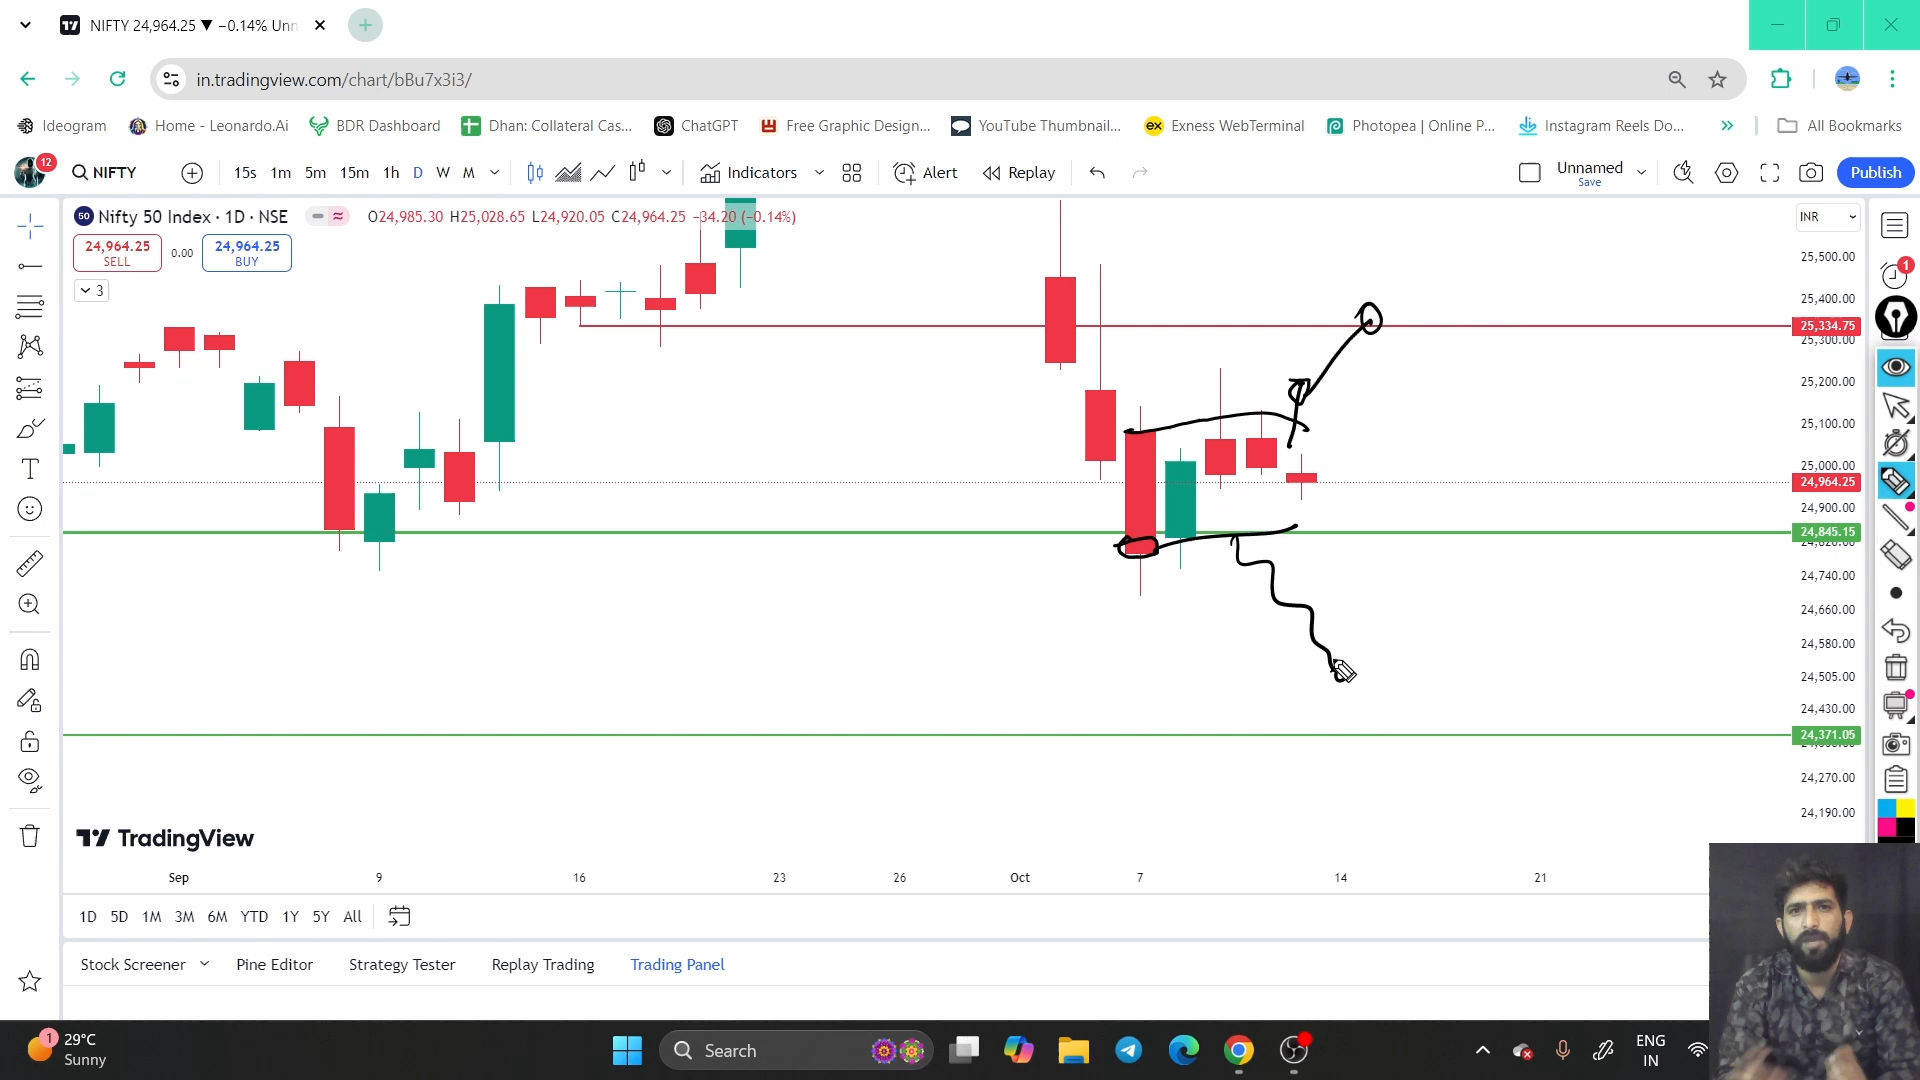 NIFTY 24,964.25 ▼ −0.14% Unn
in.tradingview.com/chart/bBu7x3i3/
Ideogram Home - Leonardo.Ai BDR Dashboard Dhan: Collateral Cas... ChatGPT Free Graphic Design... YouTube Thumbnail... Exness WebTerminal Photopea | Online P... Instagram Reels Do... » All Bookmarks
12 NIFTY 15s 1m 5m 15m 1h D W M Indicators Alert Replay Unnamed Save Publish
50 Nifty 50 Index · 1D · NSE O24,985.30 H25,028.65 L24,920.05 C24,964.25 −34.20 (−0.14%) INR
24,964.25 SELL 0.00 24,964.25 BUY
3
1
25,500.00
25,400.00
25,334.75
25,300.00
25,200.00
25,100.00
25,000.00
24,964.25
24,900.00
24,845.15
24,740.00
24,660.00
24,580.00
24,505.00
24,430.00
24,371.05
24,270.00
24,190.00
TradingView
Sep 9 16 23 26 Oct 7 14 21
1D 5D 1M 3M 6M YTD 1Y 5Y All
Stock Screener Pine Editor Strategy Tester Replay Trading Trading Panel
1 29°C Sunny Search ENG IN